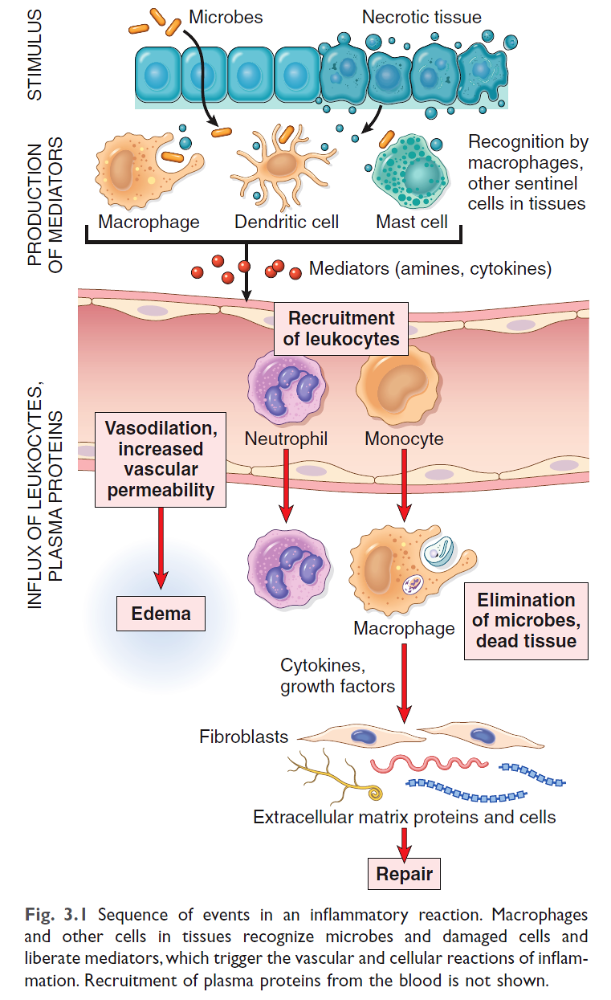 STIMULUS
Microbes
Necrotic tissue
PRODUCTION
OF MEDIATORS
Recognition by
macrophages,
other sentinel
cells in tissues
Macrophage
Dendritic cell
Mast cell
Mediators (amines, cytokines)
INFLUX OF LEUKOCYTES,
PLASMA PROTEINS
Recruitment
of leukocytes
Vasodilation,
increased
vascular
permeability
Neutrophil
Monocyte
Edema
Macrophage
Elimination
of microbes,
dead tissue
Cytokines,
growth factors
Fibroblasts
Extracellular matrix proteins and cells
Repair
Fig. 3.1 Sequence of events in an inflammatory reaction. Macrophages
and other cells in tissues recognize microbes and damaged cells and
liberate mediators, which trigger the vascular and cellular reactions of inflam-
mation. Recruitment of plasma proteins from the blood is not shown.